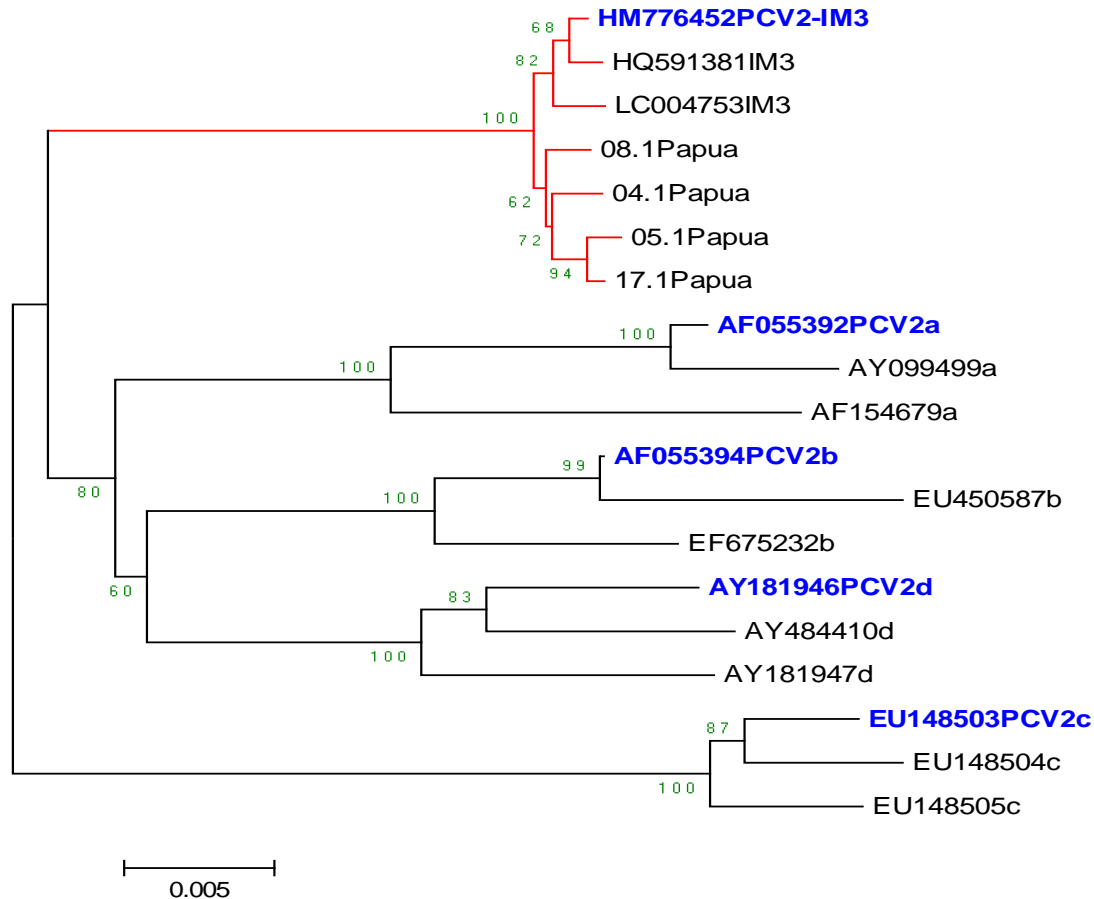 HM776452PCV2-IM3
68
HQ591381IM3
82
LC004753IM3
100
08.1Papua
04.1Papua
62
05.1Papua
72
94
17.1Papua
AF055392PCV2a
100
AY099499a
100
AF154679a
AF055394PCV2b
99
80
100
EU450587b
EF675232b
AY181946PCV2d
60
83
AY484410d
100
AY181947d
EU148503PCV2c
87
EU148504c
100
EU148505c
0.005